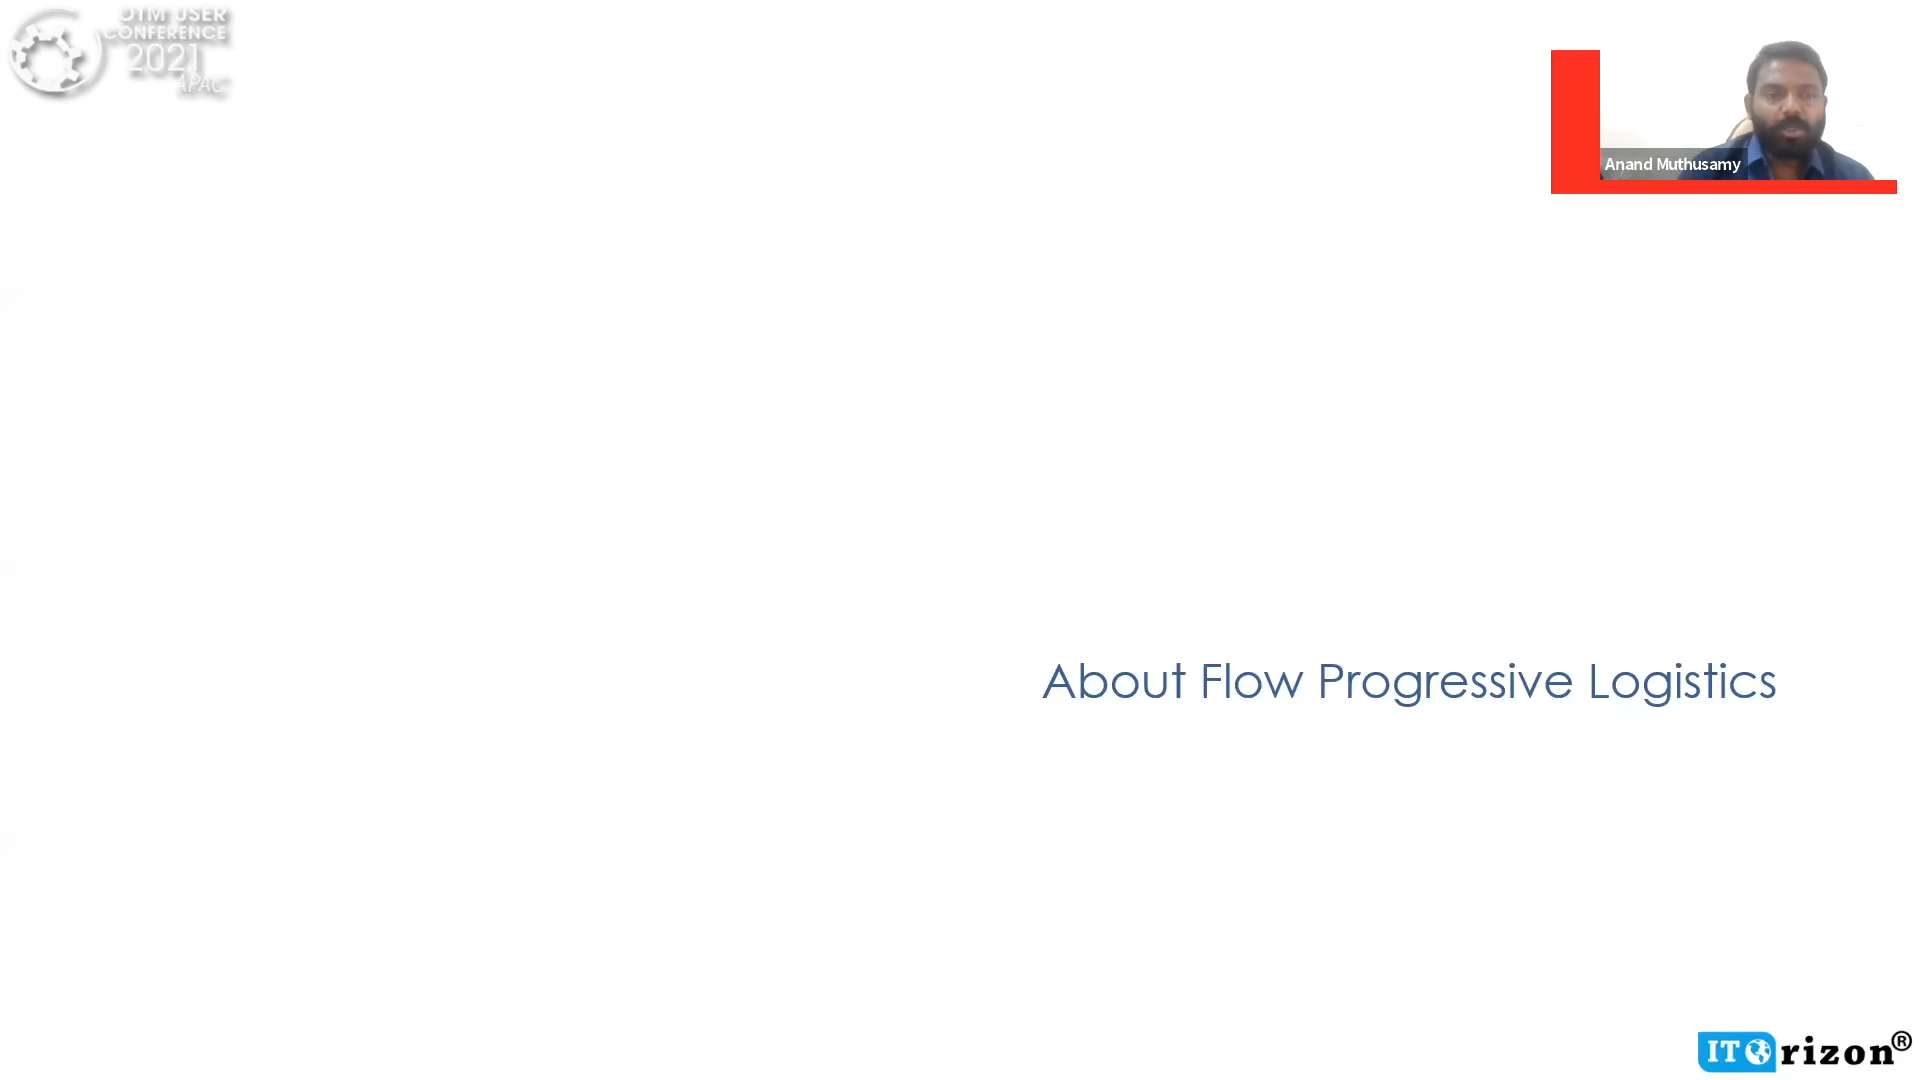 OTM USER
CONFERENCE
2021
APAC
Anand Muthusamy
About Flow Progressive Logistics
ITOrizon®